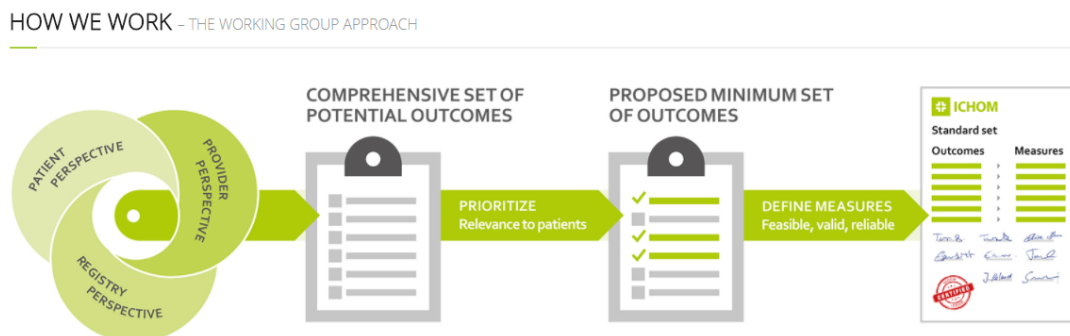 HOW WE WORK – THE WORKING GROUP APPROACH
PATIENT
PERSPECTIVE
PROVIDER
PERSPECTIVE
REGISTRY
PERSPECTIVE
COMPREHENSIVE SET OF
POTENTIAL OUTCOMES
PRIORITIZE
Relevance to patients
PROPOSED MINIMUM SET
OF OUTCOMES
DEFINE MEASURES
Feasible, valid, reliable
ICHOM
Standard set
Outcomes Measures
CERTIFIED